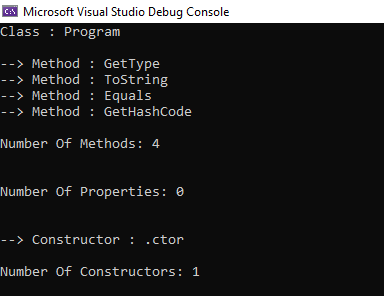 Microsoft Visual Studio Debug Console
Class : Program
--> Method : GetType
--> Method : ToString
--> Method : Equals
--> Method : GetHashCode
Number Of Methods: 4
Number Of Properties: 0
--> Constructor : .ctor
Number Of Constructors: 1